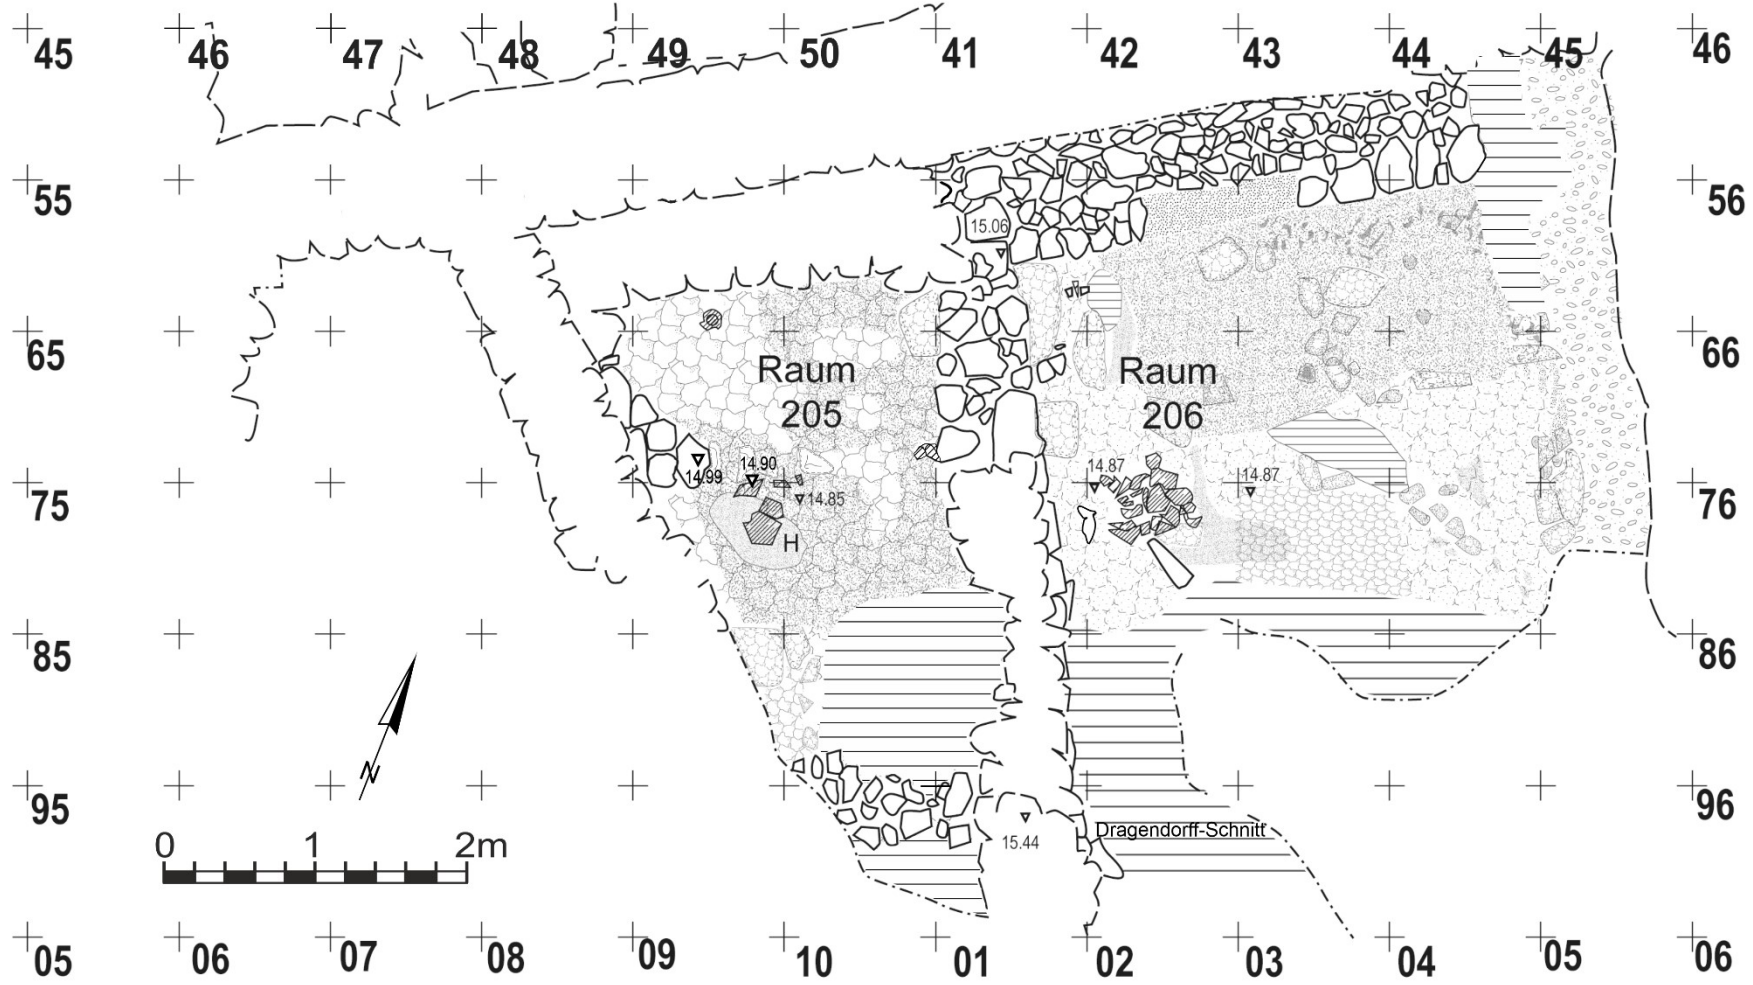 45 46 47 48 49 50 41 42 43 44 45 46
55 56
15.06
65 66
Raum Raum
205 206
14.99 14.90 14.87 14.87
75 14.85 76
H
85 86
N
95 96
Dragendorff-Schnitt
0 1 2m 15.44
05 06 07 08 09 10 01 02 03 04 05 06